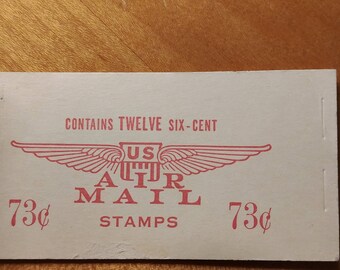 CONTAINS TWELVE SIX-CENT
US
AIR
MAIL
73¢ STAMPS 73¢